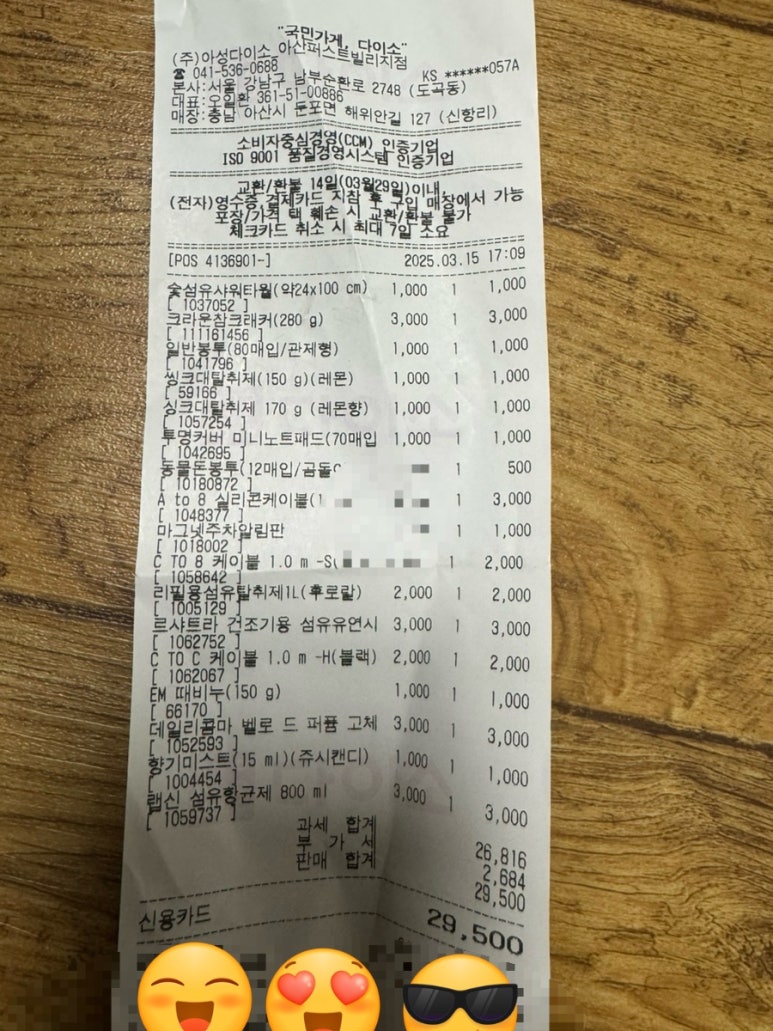 "국민가게, 다이소"
(주)아성다이소_아산퍼스트빌리지점
☎ 041-536-0688 KS ******057A
본사:서울 강남구 남부순환로 2748 (도곡동)
대표:오일환 361-51-00886
매장:충남 아산시 둔포면 해위안길 127 (신항리)
소비자중심경영(CCM) 인증기업
ISO 9001 품질경영시스템 인증기업
교환/환불 14일(03월29일)이내,
(전자)영수증,결제카드 지참 후 구입 매장에서 가능
포장/가격 택 훼손 시 교환/환불 불가
체크카드 취소 시 최대 7일 소요
[POS 4136901-] 2025.03.15 17:09
숯섬유샤워타월(약24x100 cm) 1,000 1 1,000
[ 1037052 ]
크라운참크래커(280 g) 3,000 1 3,000
[ 111161456 ]
일반봉투(80매입/관제형) 1,000 1 1,000
[ 1041796 ]
씽크대탈취제(150 g)(레몬) 1,000 1 1,000
[ 59166 ]
싱크대탈취제 170 g (레몬향) 1,000 1 1,000
[ 1057254 ]
투명커버 미니노트패드(70매입 1,000 1 1,000
[ 1042695 ]
동물돈봉투(12매입/곰돌 1 500
[ 10180872 ]
A to 8 실리콘케이블(1 1 3,000
[ 1048377 ]
마그넷주차알림판 1 1,000
[ 1018002 ]
C TO 8 케이블 1.0 m -S( 1 2,000
[ 1058642 ]
리필용섬유탈취제1L(후로랄) 2,000 1 2,000
[ 1005129 ]
르샤트라 건조기용 섬유유연시 3,000 1 3,000
[ 1062752 ]
C TO C 케이블 1.0 m -H(블랙) 2,000 1 2,000
[ 1062067 ]
EM 때비누(150 g) 1,000 1 1,000
[ 66170 ]
데일리콤마 벨로 드 퍼퓸 고체 3,000 1 3,000
[ 1052593 ]
향기미스트(15 ml)(쥬시캔디) 1,000 1 1,000
[ 1004454 ]
랩신 섬유항균제 800 ml 3,000 1 3,000
[ 1059737 ]
과세 합계 26,816
부 가 세 2,684
판매 합계 29,500
신용카드 29,500